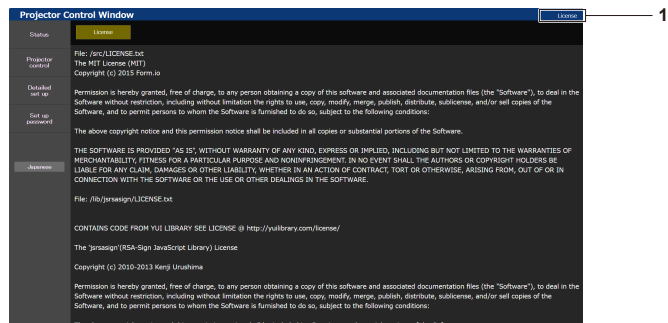 Projector Control Window
License
1
Status
License
Projector
control
Detailed
set up
Set up
password
Japanese
File: /src/LICENSE.txt
The MIT License (MIT)
Copyright (c) 2015 Form.io
Permission is hereby granted, free of charge, to any person obtaining a copy of this software and associated documentation files (the "Software"), to deal in the
Software without restriction, including without limitation the rights to use, copy, modify, merge, publish, distribute, sublicense, and/or sell copies of the
Software, and to permit persons to whom the Software is furnished to do so, subject to the following conditions:
The above copyright notice and this permission notice shall be included in all copies or substantial portions of the Software.
THE SOFTWARE IS PROVIDED "AS IS", WITHOUT WARRANTY OF ANY KIND, EXPRESS OR IMPLIED, INCLUDING BUT NOT LIMITED TO THE WARRANTIES OF
MERCHANTABILITY, FITNESS FOR A PARTICULAR PURPOSE AND NONINFRINGEMENT. IN NO EVENT SHALL THE AUTHORS OR COPYRIGHT HOLDERS BE
LIABLE FOR ANY CLAIM, DAMAGES OR OTHER LIABILITY, WHETHER IN AN ACTION OF CONTRACT, TORT OR OTHERWISE, ARISING FROM, OUT OF OR IN
CONNECTION WITH THE SOFTWARE OR THE USE OR OTHER DEALINGS IN THE SOFTWARE.
File: /lib/jsrsasign/LICENSE.txt
CONTAINS CODE FROM YUI LIBRARY SEE LICENSE @ http://yuilibrary.com/license/
The 'jsrsasign'(RSA-Sign JavaScript Library) License
Copyright (c) 2010-2013 Kenji Urushima
Permission is hereby granted, free of charge, to any person obtaining a copy of this software and associated documentation files (the "Software"), to deal in the
Software without restriction, including without limitation the rights to use, copy, modify, merge, publish, distribute, sublicense, and/or sell copies of the
Software, and to permit persons to whom the Software is furnished to do so, subject to the following conditions: